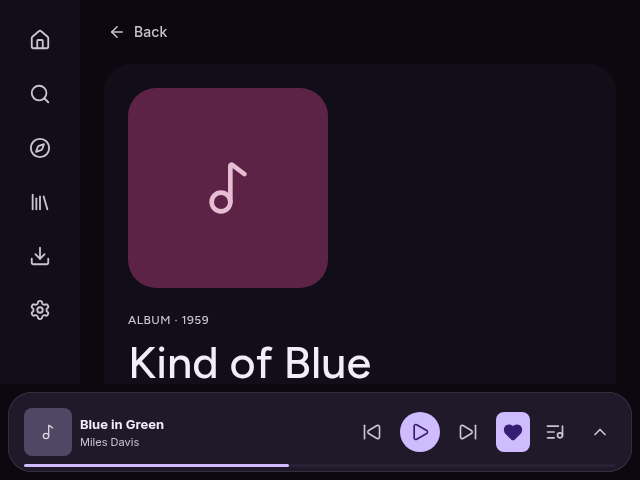 Back
ALBUM · 1959
Kind of Blue
Blue in Green
Miles Davis